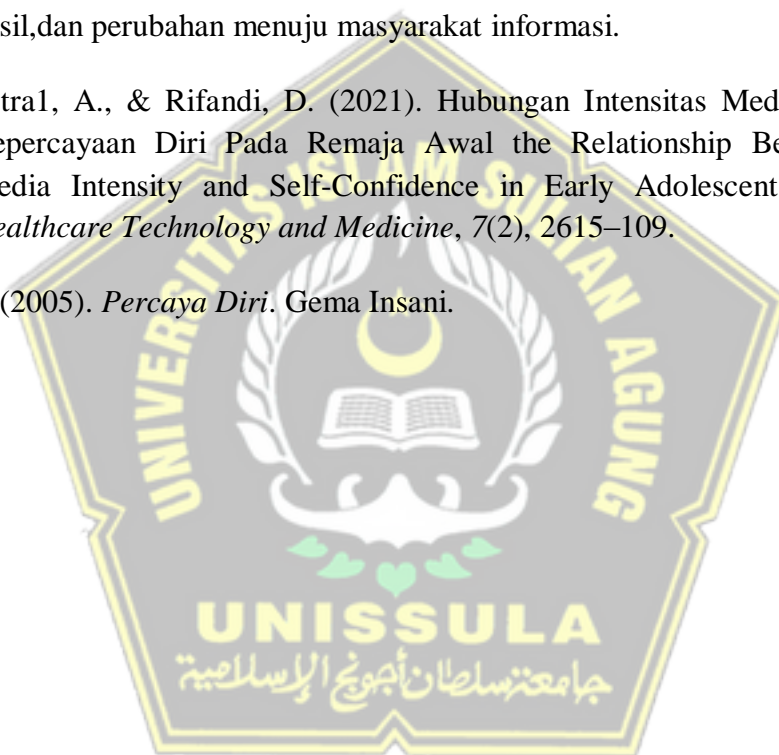 sil,dan perubahan menuju masyarakat informasi.
tra1, A., & Rifandi, D. (2021). Hubungan Intensitas Med
epercayaan Diri Pada Remaja Awal the Relationship Be
edia Intensity and Self-Confidence in Early Adolescent
ealthcare Technology and Medicine, 7(2), 2615–109.
(2005). Percaya Diri. Gema Insani.
UNIVERSITAS ISLAM SULTAN AGUNG
UNISSULA
جامعة سلطان أجونج الإسلامية